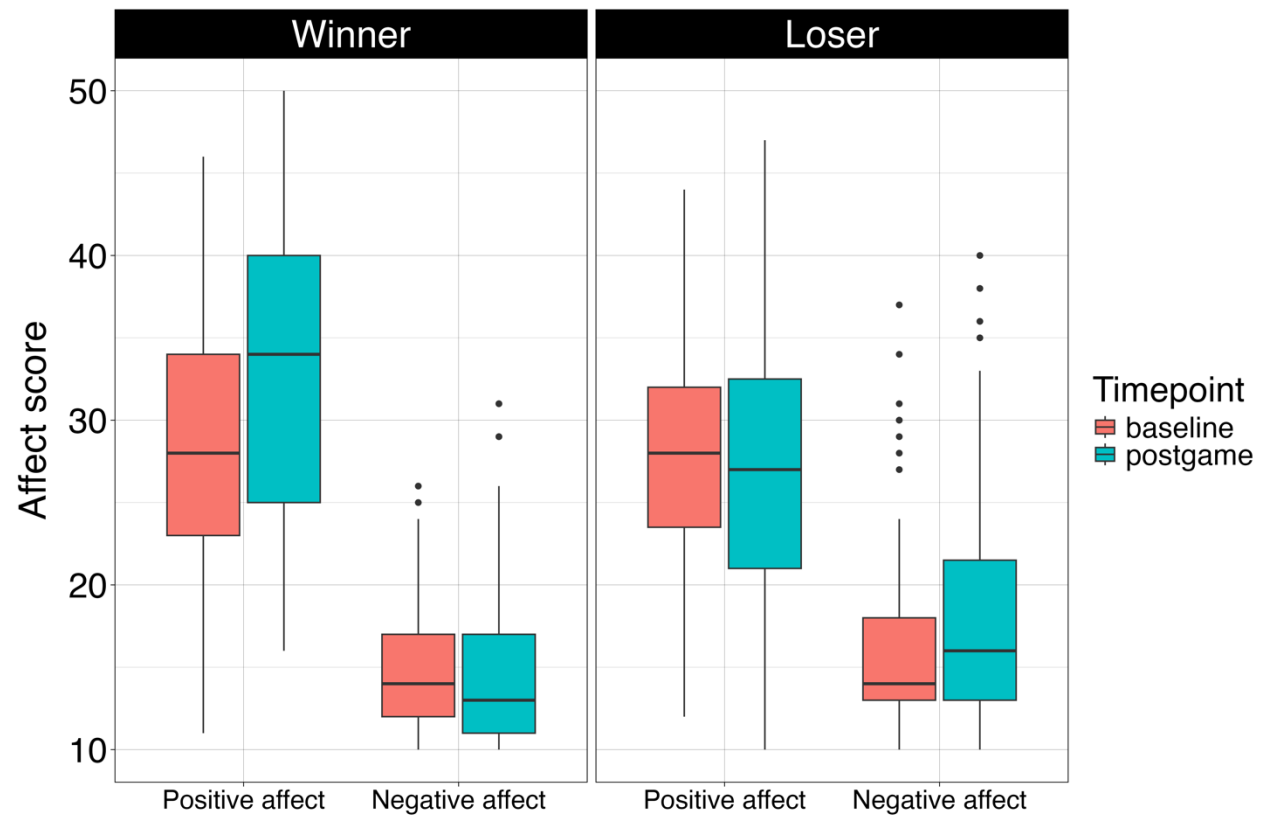 Winner
Loser
Affect score
50
40
30
20
10
Positive affect
Negative affect
Positive affect
Negative affect
Timepoint
baseline
postgame